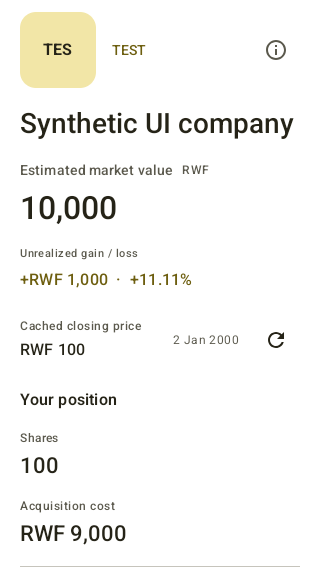 TES
TEST
Synthetic UI company
Estimated market value RWF
10,000
Unrealized gain / loss
+RWF 1,000 · +11.11%
Cached closing price
RWF 100
2 Jan 2000
Your position
Shares
100
Acquisition cost
RWF 9,000